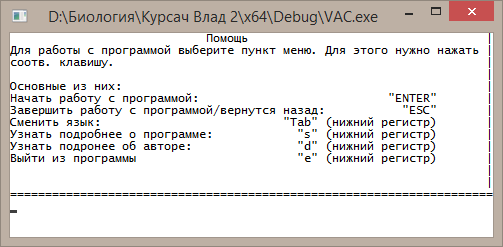 D:\Биология\Курсач Влад 2\x64\Debug\VAC.exe
Помощь
Для работы с программой выберите пункт меню. Для этого нужно нажать
соотв. клавишу.
Основные из них:
Начать работу с программой: "ENTER"
Завершить работу с программой/вернутся назад: "ESC"
Сменить язык: "Tab" (нижний регистр)
Узнать подробнее о программе: "s" (нижний регистр)
Узнать подронее об авторе: "d" (нижний регистр)
Выйти из программы "e" (нижний регистр)